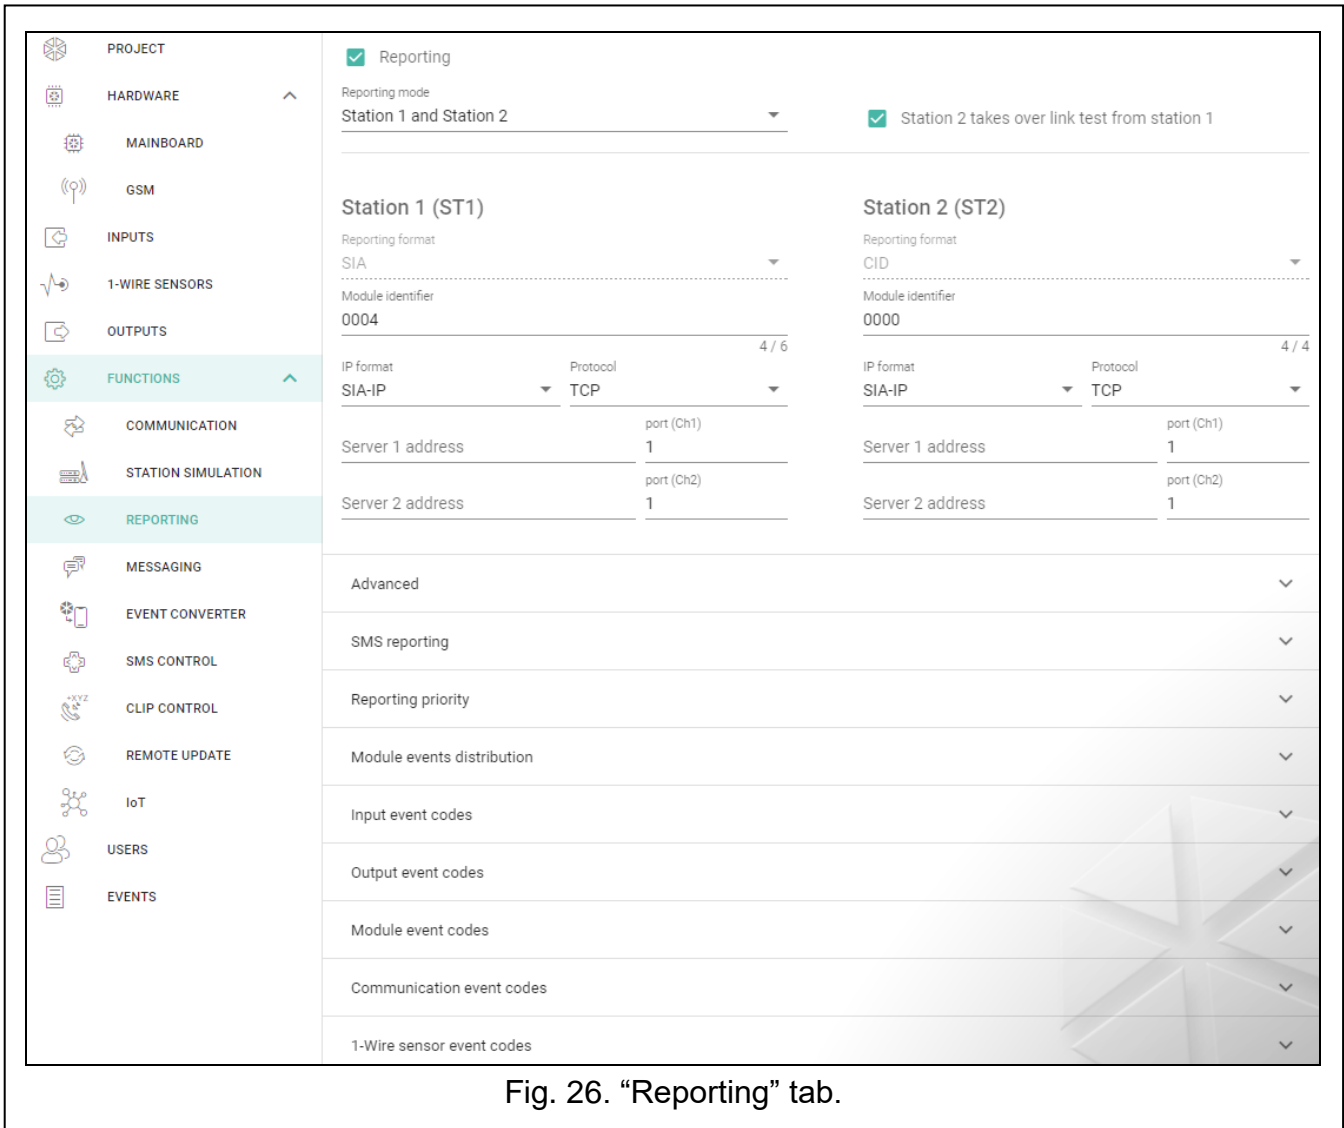 PROJECT
HARDWARE
MAINBOARD
GSM
INPUTS
1-WIRE SENSORS
OUTPUTS
FUNCTIONS
COMMUNICATION
STATION SIMULATION
REPORTING
MESSAGING
EVENT CONVERTER
SMS CONTROL
+XYZ
CLIP CONTROL
REMOTE UPDATE
IoT
USERS
EVENTS
Reporting
Reporting mode
Station 1 and Station 2
Station 2 takes over link test from station 1
Station 1 (ST1)
Reporting format
SIA
Module identifier
0004
4 / 6
IP format Protocol
SIA-IP TCP
port (Ch1)
Server 1 address 1
port (Ch2)
Server 2 address 1
Station 2 (ST2)
Reporting format
CID
Module identifier
0000
4 / 4
IP format Protocol
SIA-IP TCP
port (Ch1)
Server 1 address 1
port (Ch2)
Server 2 address 1
Advanced
SMS reporting
Reporting priority
Module events distribution
Input event codes
Output event codes
Module event codes
Communication event codes
1-Wire sensor event codes
Fig. 26. “Reporting” tab.